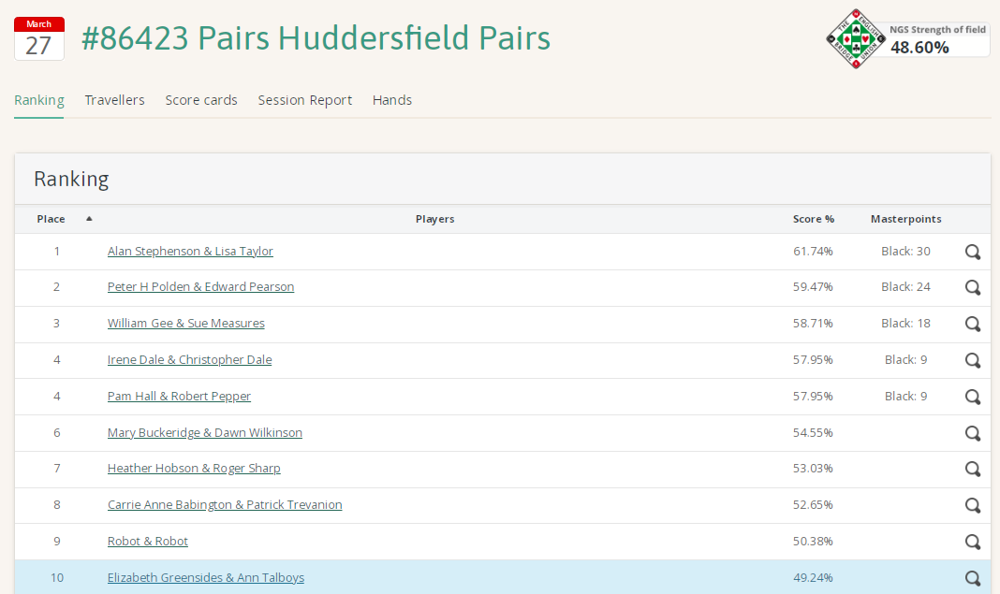 March
27
#86423 Pairs Huddersfield Pairs
THE ENGLISH BRIDGE UNION
NGS Strength of field
48.60%
Ranking Travellers Score cards Session Report Hands
Ranking
Place Players Score % Masterpoints
1 Alan Stephenson & Lisa Taylor 61.74% Black: 30
2 Peter H Polden & Edward Pearson 59.47% Black: 24
3 William Gee & Sue Measures 58.71% Black: 18
4 Irene Dale & Christopher Dale 57.95% Black: 9
4 Pam Hall & Robert Pepper 57.95% Black: 9
6 Mary Buckeridge & Dawn Wilkinson 54.55%
7 Heather Hobson & Roger Sharp 53.03%
8 Carrie Anne Babington & Patrick Trevanion 52.65%
9 Robot & Robot 50.38%
10 Elizabeth Greensides & Ann Talboys 49.24%